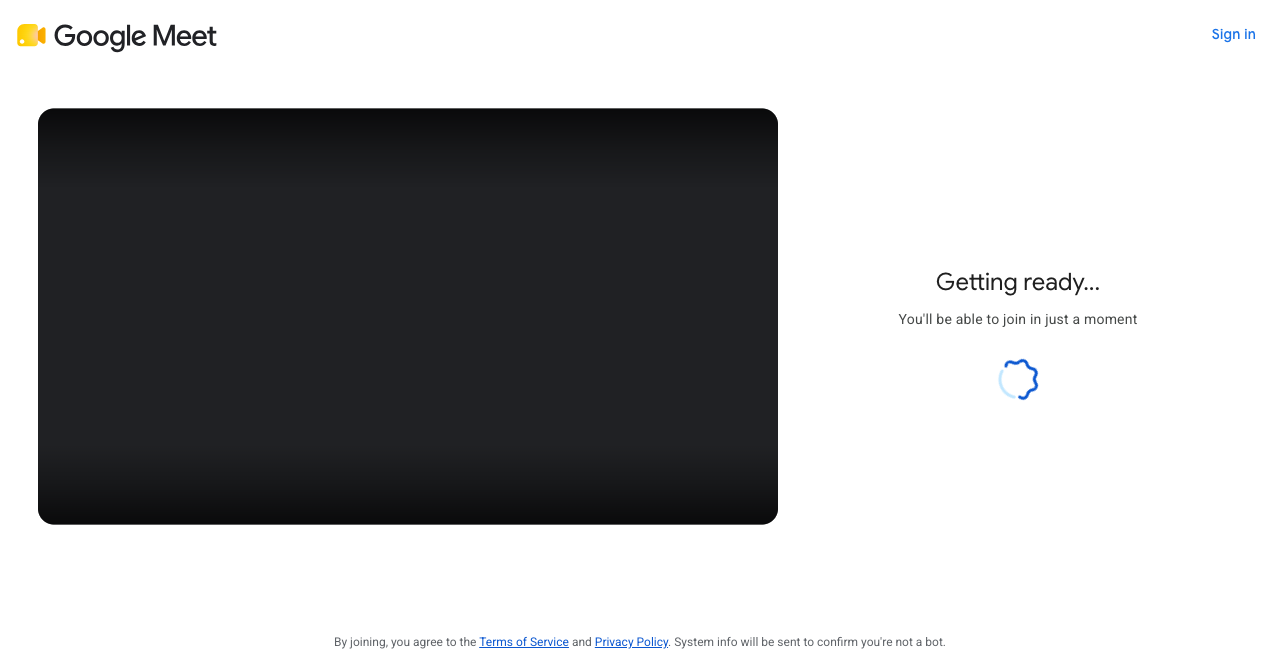 Google Meet
Sign in
Getting ready...
You'll be able to join in just a moment
By joining, you agree to the Terms of Service and Privacy Policy. System info will be sent to confirm you're not a bot.